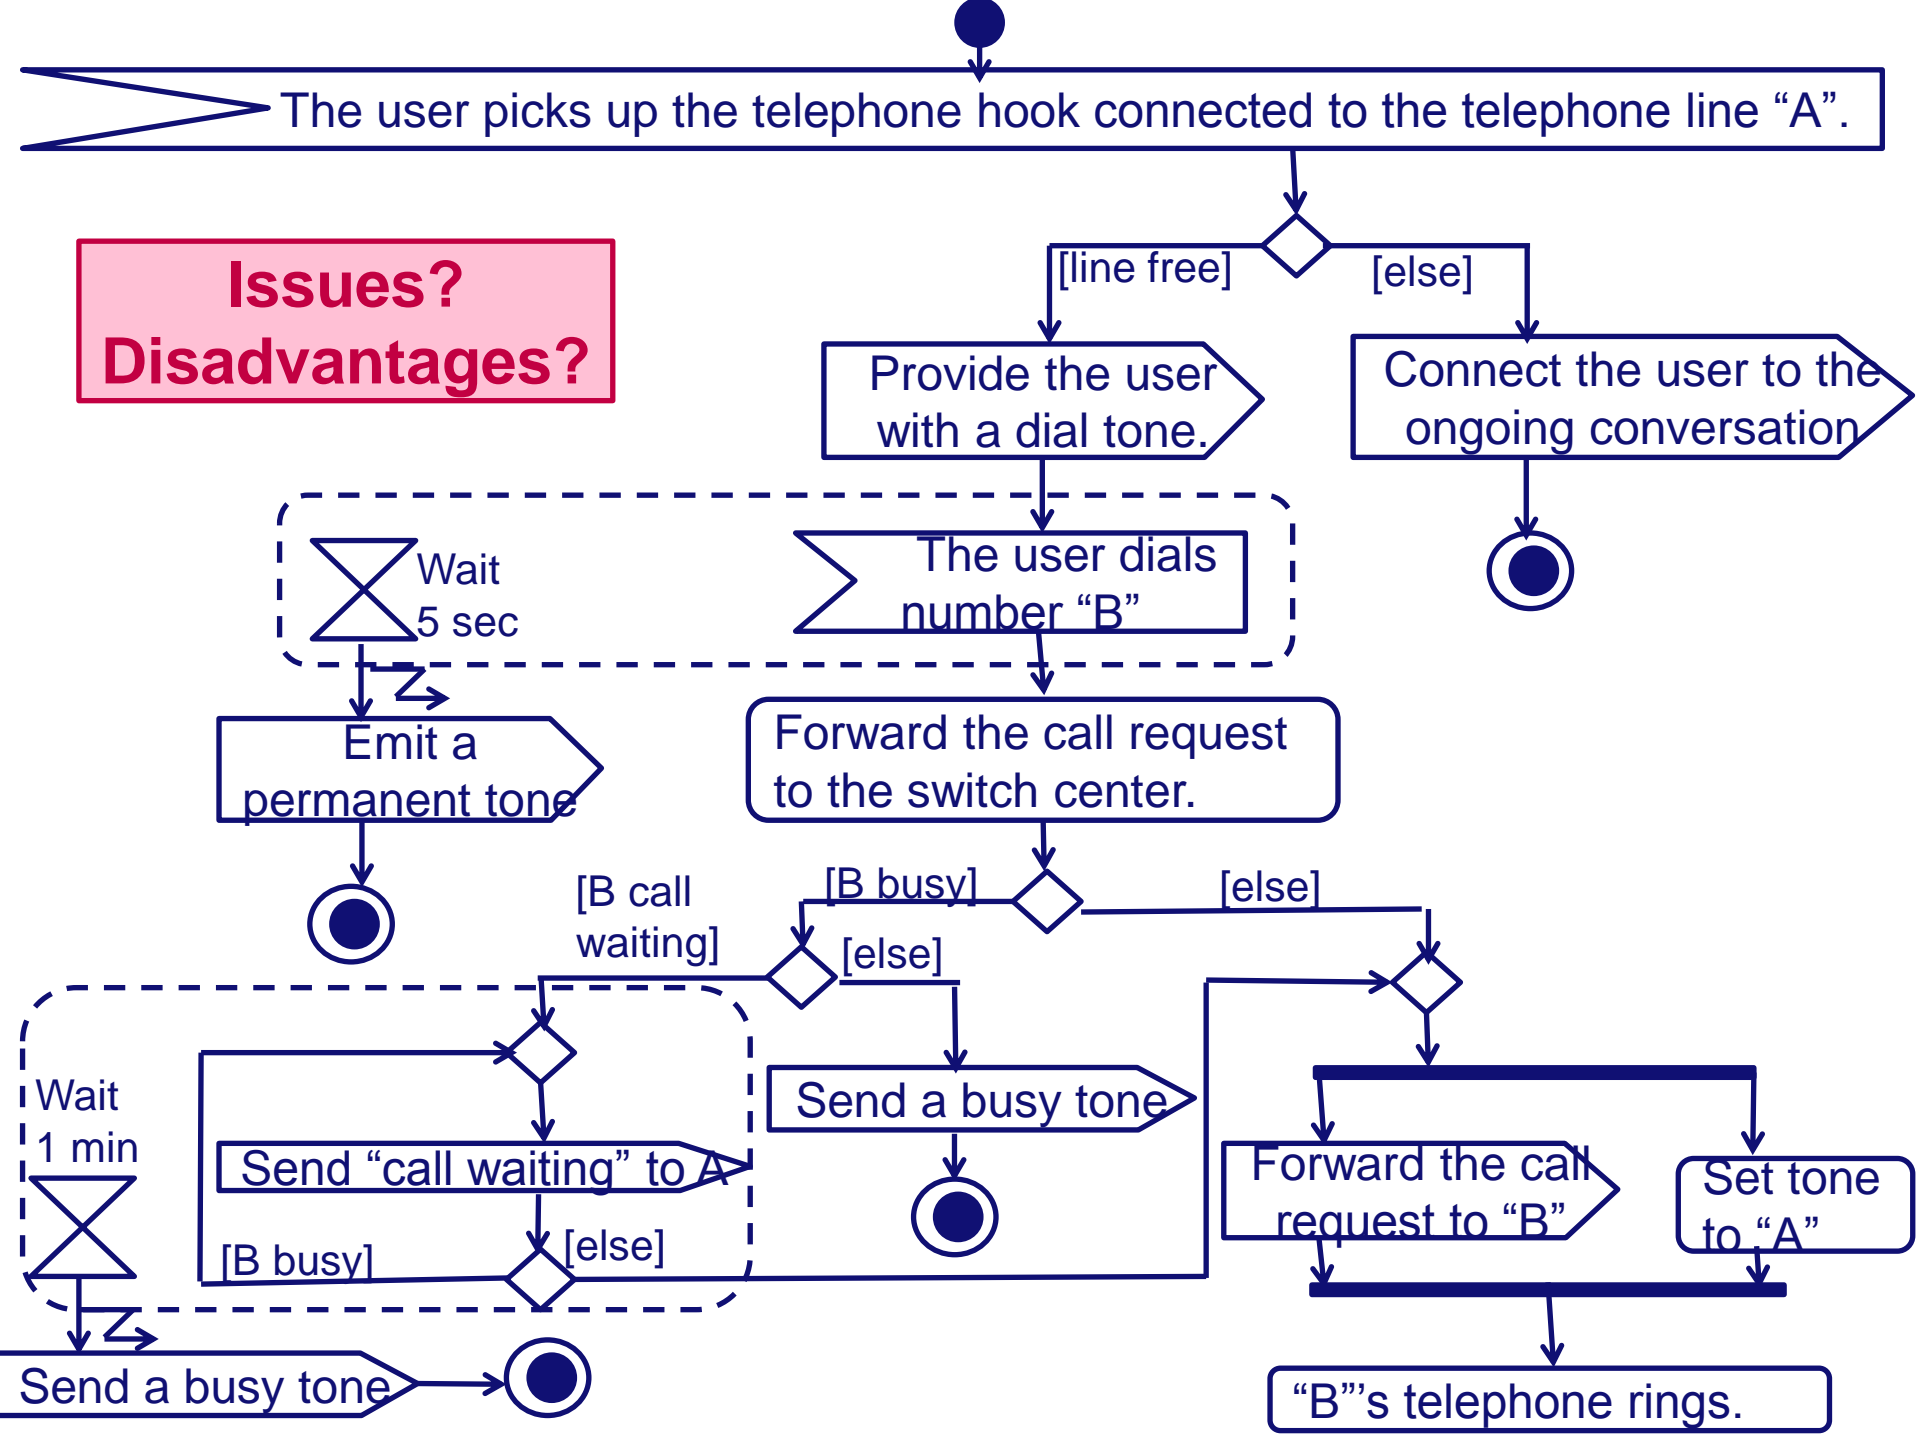 The user picks up the telephone hook connected to the telephone line “A”.
Issues?
Disadvantages?
[line free]
[else]
Provide the user
with a dial tone.
Connect the user to the
ongoing conversation
Wait
5 sec
The user dials
number “B”
Emit a
permanent tone
Forward the call request
to the switch center.
[B call
waiting]
[B busy]
[else]
[else]
Wait
1 min
Send “call waiting” to A
Send a busy tone
Forward the call
request to “B”
Set tone
to “A”
[B busy]
[else]
Send a busy tone
“B”’s telephone rings.